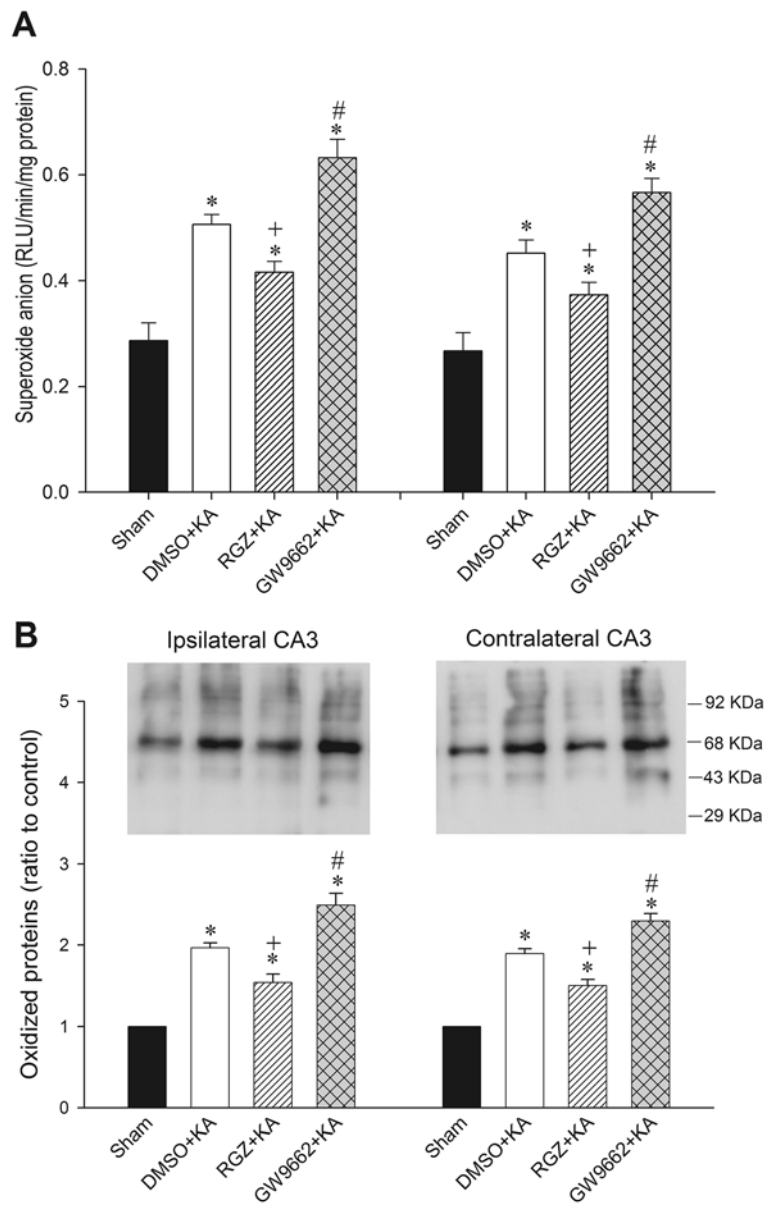 A
Superoxide anion (RLU/min/mg protein)
0.8
0.6
0.4
0.2
0.0
*
+
*
#
*
*
+
*
#
*
Sham
DMSO+KA
RGZ+KA
GW9662+KA
Sham
DMSO+KA
RGZ+KA
GW9662+KA
B
Ipsilateral CA3
Contralateral CA3
Oxidized proteins (ratio to control)
5
4
3
2
1
0
92 KDa
68 KDa
43 KDa
29 KDa
*
+
*
#
*
*
+
*
#
*
Sham
DMSO+KA
RGZ+KA
GW9662+KA
Sham
DMSO+KA
RGZ+KA
GW9662+KA